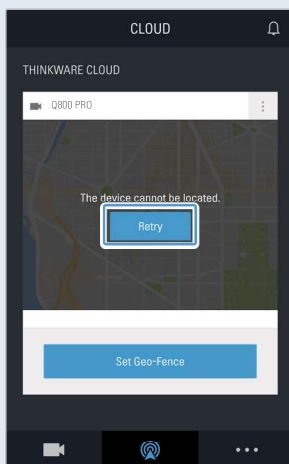 CLOUD
THINKWARE CLOUD
Q800 PRO
The device cannot be located.
Retry
Set Geo-Fence